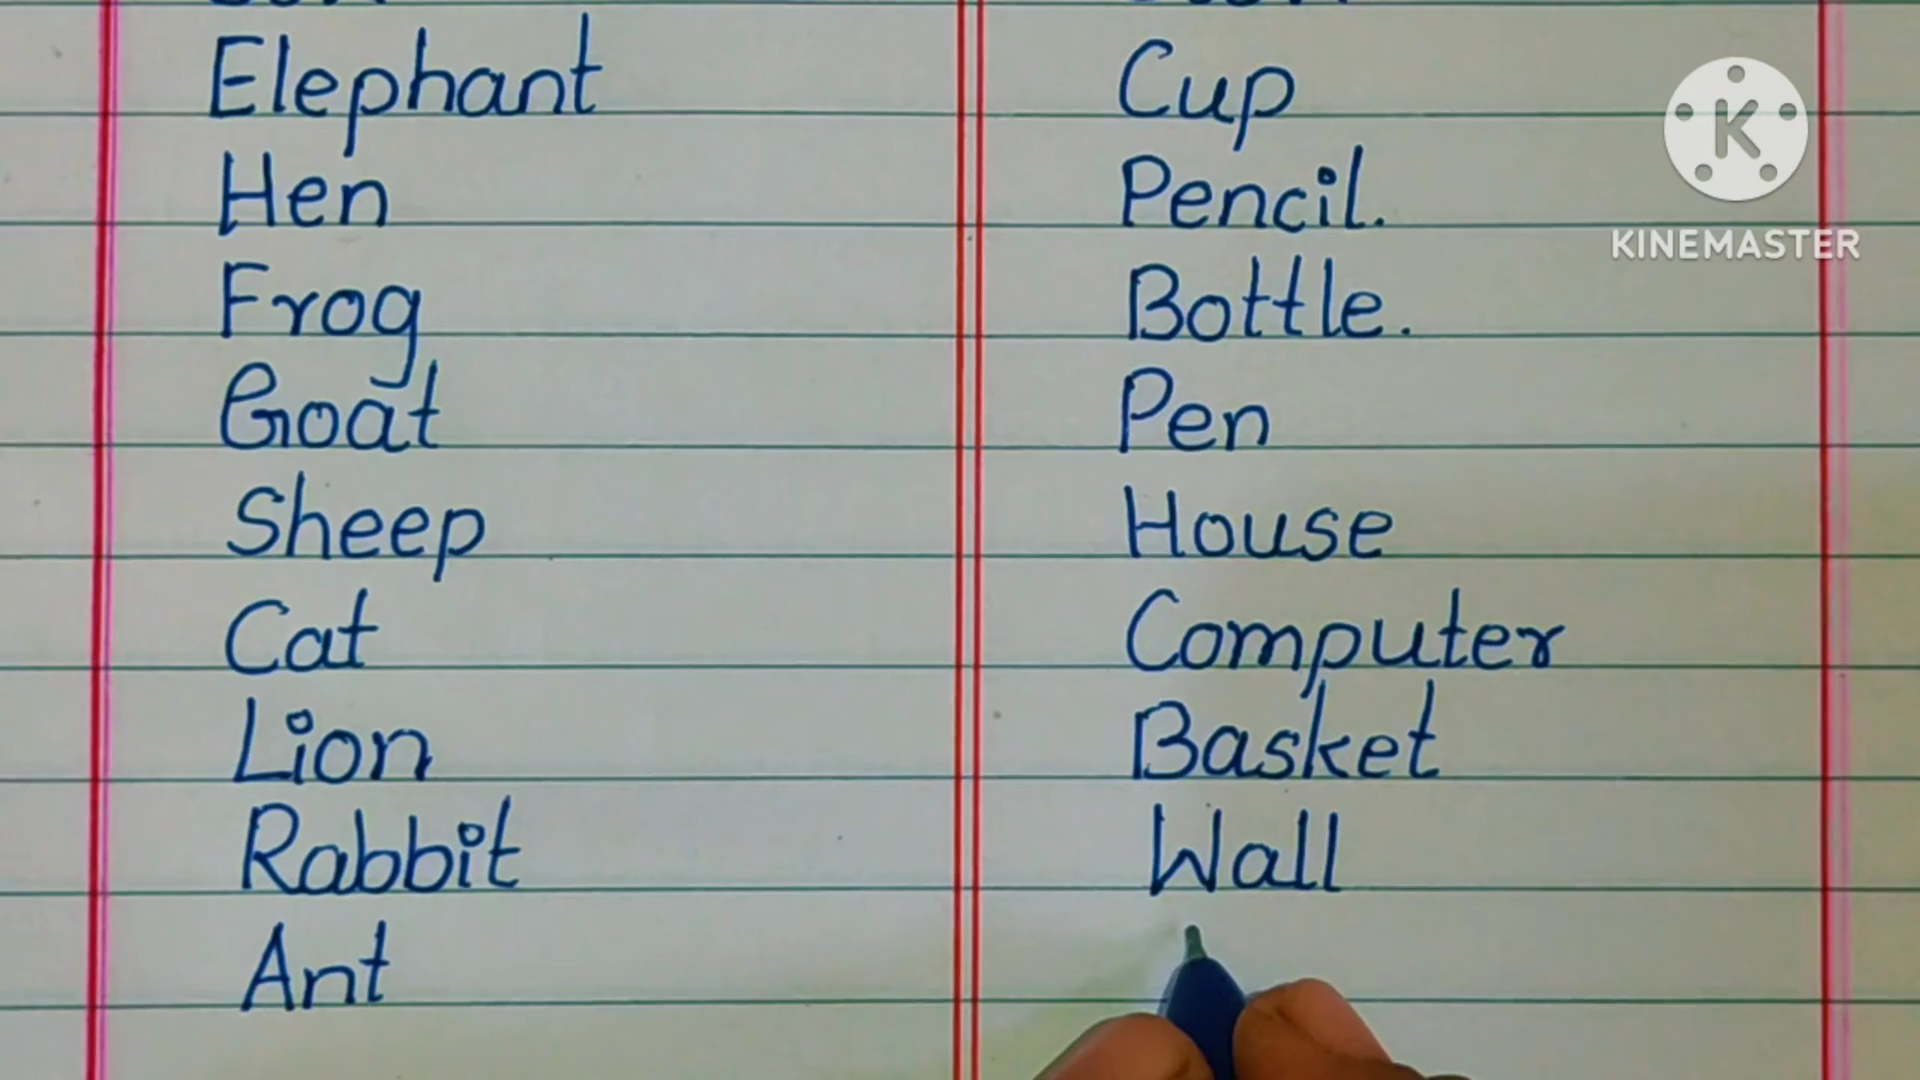 Elephant
Hen
Frog
Goat
Sheep
Cat
Lion
Rabbit
Ant
Cup
Pencil.
Bottle.
Pen
House
Computer
Basket
Wall
K
KINEMASTER